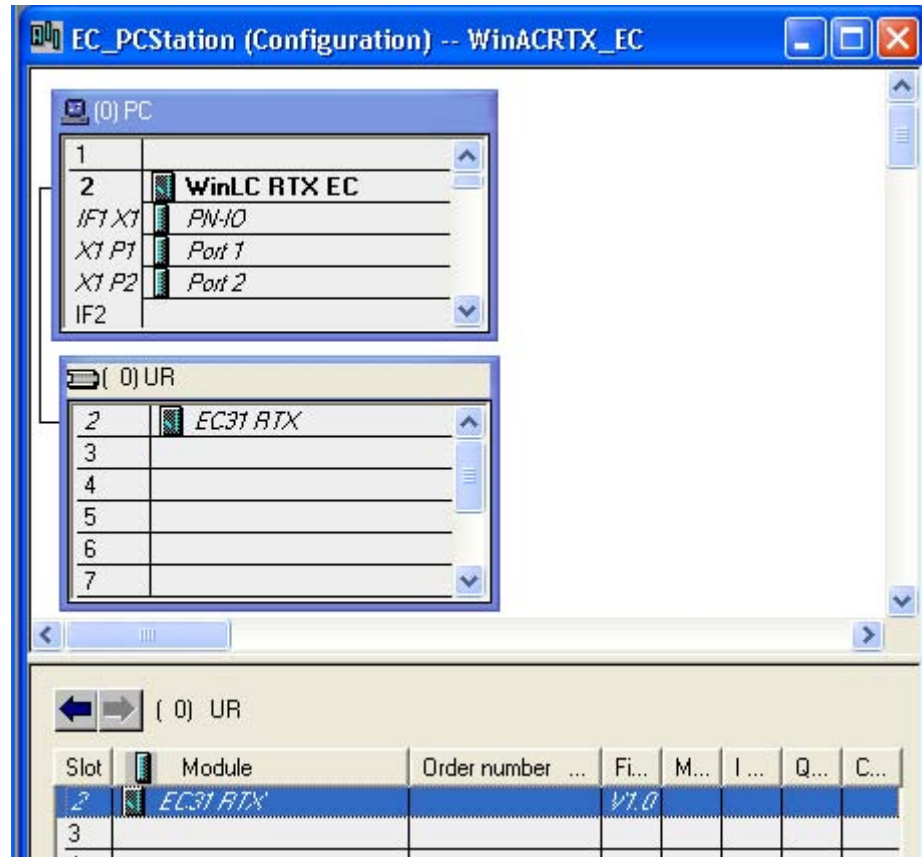 EC_PCStation (Configuration) -- WinACRTX_EC
(0) PC
1
2 WinLC RTX EC
IF1 X1 PN-IO
X1 P1 Port 1
X1 P2 Port 2
IF2
( 0) UR
2 EC31 RTX
3
4
5
6
7
( 0) UR
Slot Module Order number ... Fi... M... I ... Q... C...
2 EC31 RTX V1.0
3